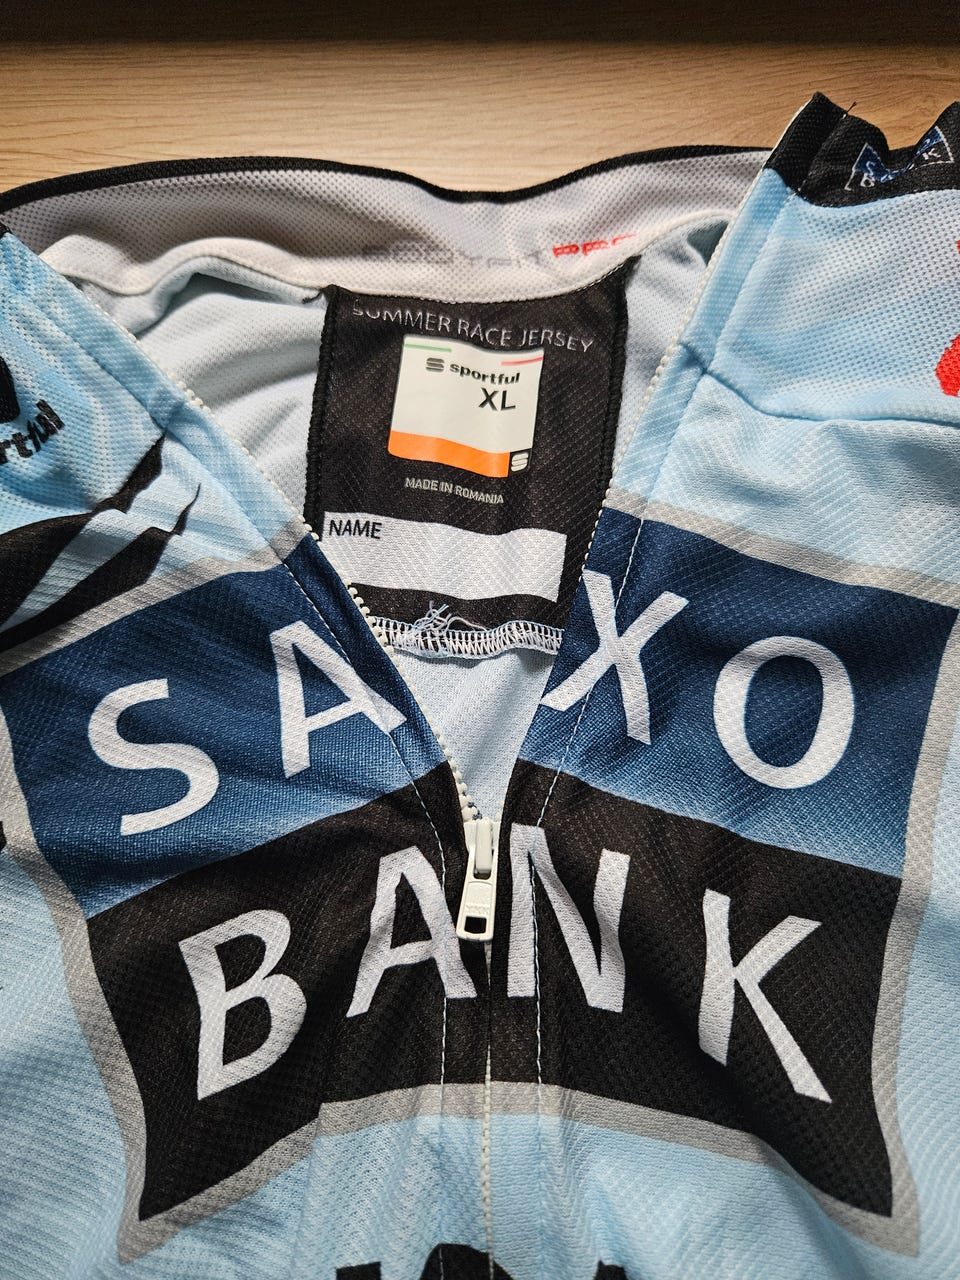 SUMMER RACE JERSEY
sportful
XL
MADE IN ROMANIA
NAME
SAXO
BANK